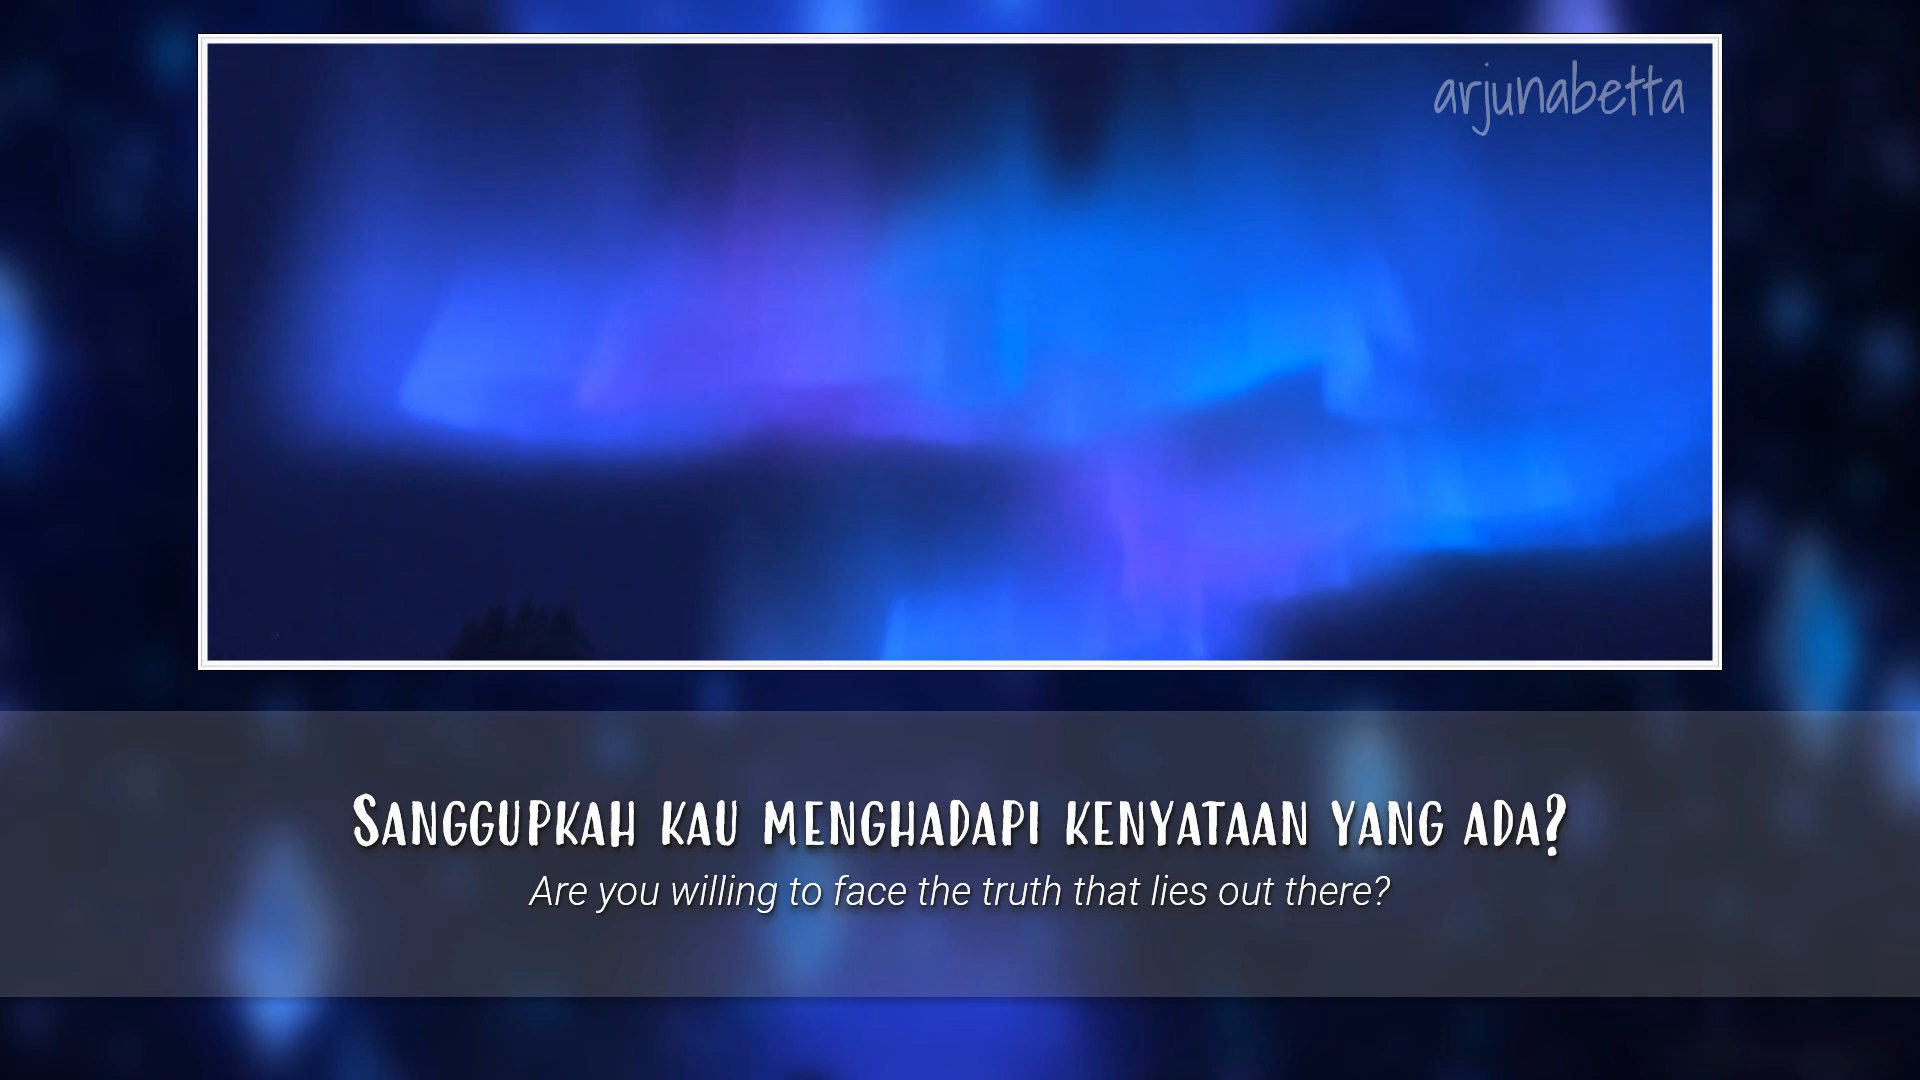 arjunabetta
Sanggupkah kau menghadapi kenyataan yang ada?
Are you willing to face the truth that lies out there?